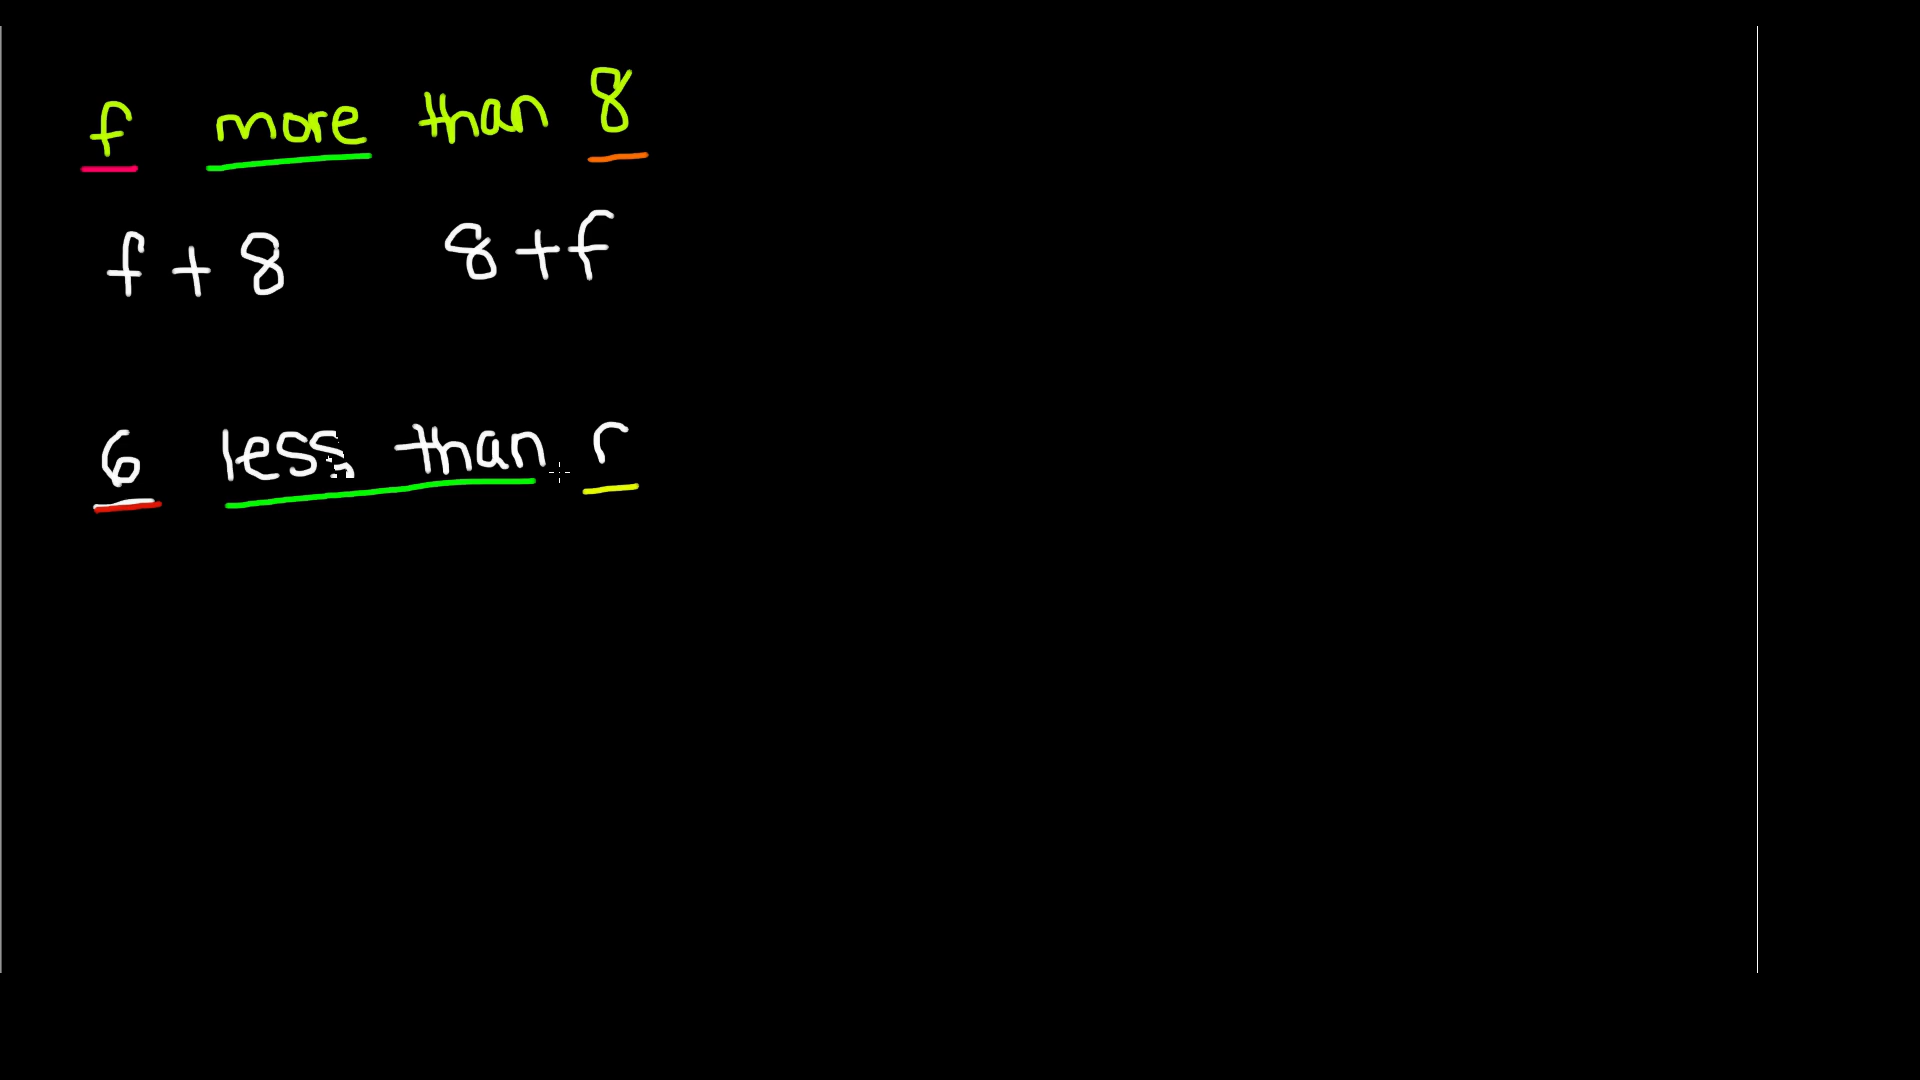 f more than 8
f + 8 8 + f
6 less than r